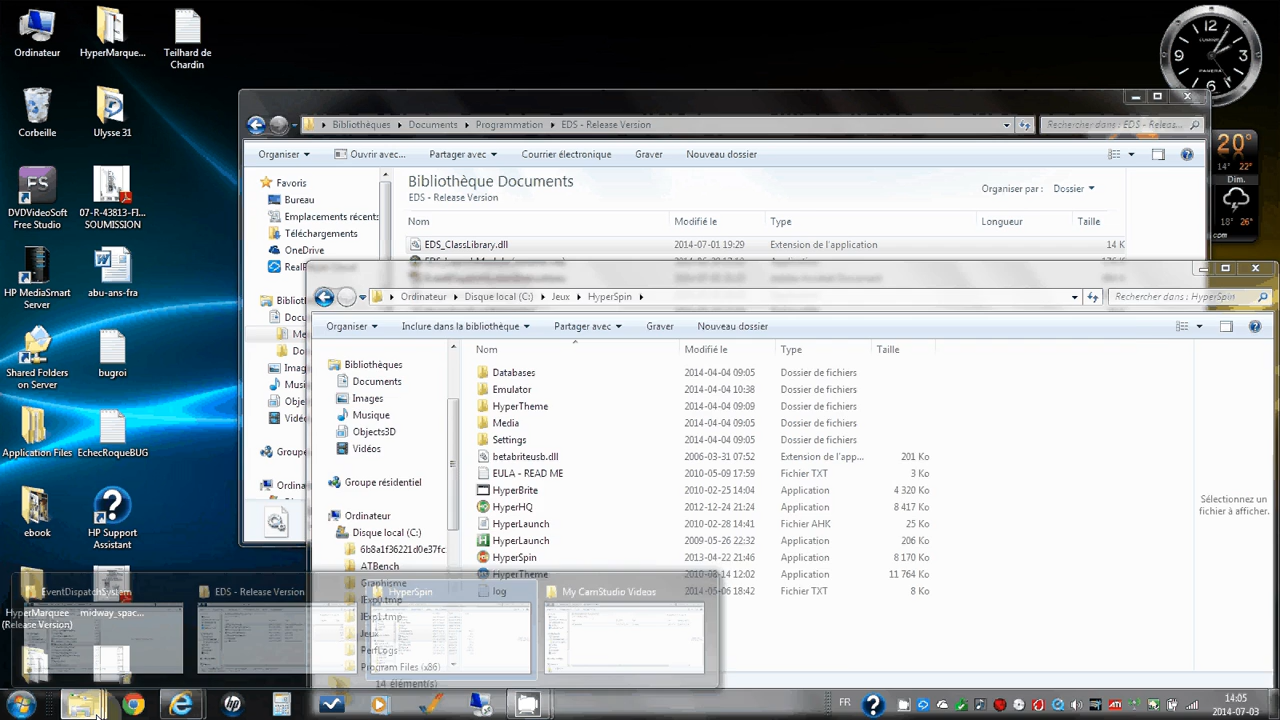 Ordinateur
HyperMarque...
Teilhard de
Chardin
Corbeille
Ulysse 31
DVDVideoSoft
Free Studio
07-R-43813-FI...
SOUMISSION
HP MediaSmart
Server
abu-ans-fra
Shared Folders
on Server
bugroi
Application Files
EchecRoqueBUG
ebook
HP Support
Assistant
HyperMarquee
(Release Version)
midway_spac...
12
3
6
9
20°
14° 22°
Dim.
18° 26°
Bibliothèques
Documents
Programmation
EDS - Release Version
Rechercher dans : EDS - Releas...
Organiser
Ouvrir avec...
Partager avec
Courrier électronique
Graver
Nouveau dossier
Favoris
Bureau
Emplacements récents
Téléchargements
OneDrive
Bibliothèque Documents
EDS - Release Version
Organiser par : Dossier
Nom Modifié le Type Longueur Taille
EDS_ClassLibrary.dll 2014-07-01 19:29 Extension de l'application 14 K
Ordinateur
Disque local (C:)
Jeux
HyperSpin
Rechercher dans : HyperSpin
Organiser
Inclure dans la bibliothèque
Partager avec
Graver
Nouveau dossier
Bibliothèques
Documents
Images
Musique
Objects3D
Vidéos
Groupe résidentiel
Ordinateur
Disque local (C:)
6b8a1f36221d0e37fc
ATBench
Graphisme
IExp0.tmp
IExp1.tmp
Jeux
PerfLogs
Program Files (x86)
14 élément(s)
Nom Modifié le Type Taille
Databases 2014-04-04 09:05 Dossier de fichiers
Emulator 2014-04-04 10:38 Dossier de fichiers
HyperTheme 2014-04-04 09:09 Dossier de fichiers
Media 2014-04-04 09:05 Dossier de fichiers
Settings 2014-04-04 09:05 Dossier de fichiers
betabriteusb.dll 2006-03-31 07:52 Extension de l'app... 201 Ko
EULA - READ ME 2010-05-09 17:59 Fichier TXT 3 Ko
HyperBrite 2010-02-25 14:04 Application 4 320 Ko
HyperHQ 2012-12-24 21:24 Application 8 417 Ko
HyperLaunch 2010-02-28 14:41 Fichier AHK 25 Ko
HyperLaunch 2009-05-26 22:32 Application 206 Ko
HyperSpin 2013-04-22 21:46 Application 8 170 Ko
HyperTheme 2010-08-14 12:02 Application 11 764 Ko
log 2014-05-06 18:42 Fichier TXT 8 Ko
Sélectionnez un
fichier à afficher.
EventDispatchSystem
EDS - Release Version
HyperSpin
My CamStudio Videos
FR
14:05
2014-07-03